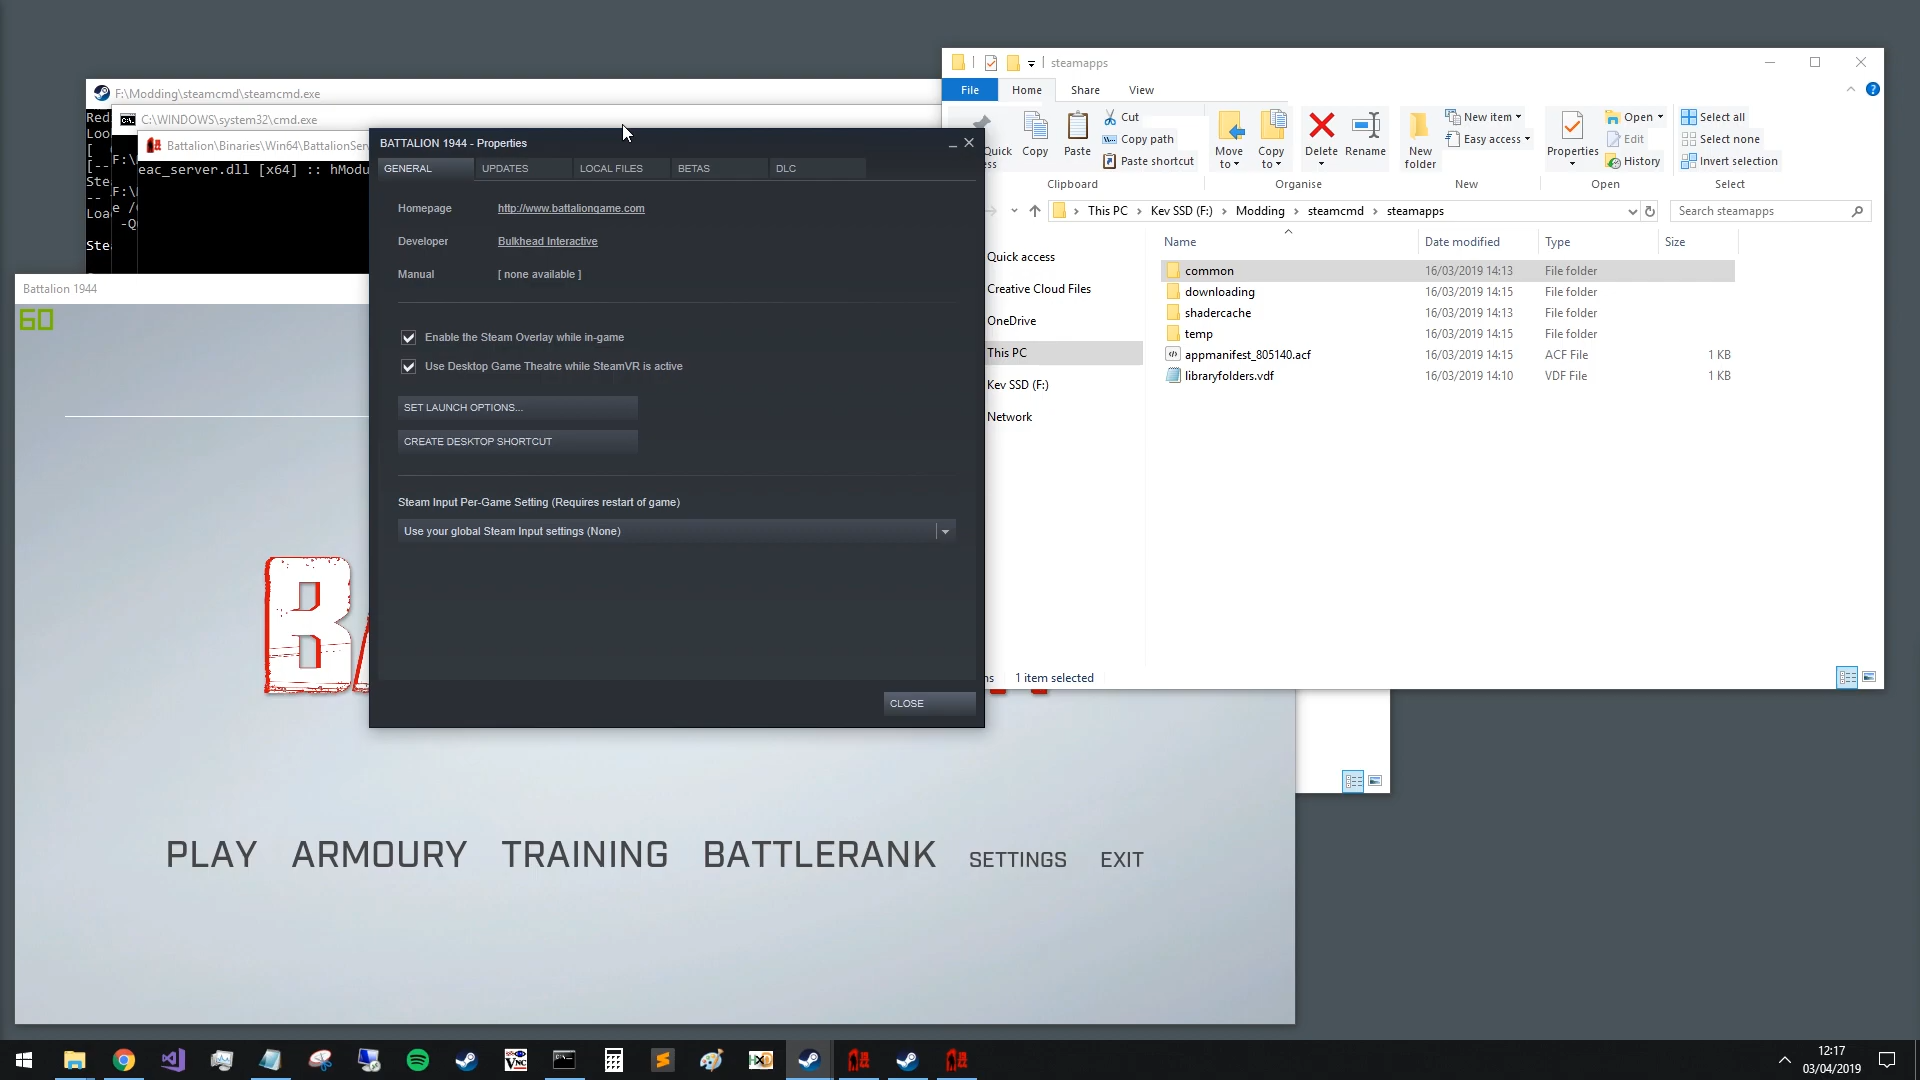 steamapps
File
Home
Share
View
F:\Modding\steamcmd\steamcmd.exe
C:\WINDOWS\system32\cmd.exe
Battalion\Binaries\Win64\BattalionSer
Red
Loo
[
[--
Ste
--
Loa
Ste
F:\
F:\
e /
-Q
eac_server.dll [x64] :: hModu
BATTALION 1944 - Properties
GENERAL
UPDATES
LOCAL FILES
BETAS
DLC
Homepage
http://www.battaliongame.com
Developer
Bulkhead Interactive
Manual
[ none available ]
Enable the Steam Overlay while in-game
Use Desktop Game Theatre while SteamVR is active
SET LAUNCH OPTIONS...
CREATE DESKTOP SHORTCUT
Steam Input Per-Game Setting (Requires restart of game)
Use your global Steam Input settings (None)
CLOSE
Quick
ess
Copy
Paste
Cut
Copy path
Paste shortcut
Clipboard
Move
to
Copy
to
Delete
Rename
Organise
New
folder
New item
Easy access
New
Properties
Open
Edit
History
Open
Select all
Select none
Invert selection
Select
This PC
Kev SSD (F:)
Modding
steamcmd
steamapps
Search steamapps
Name
Date modified
Type
Size
Quick access
Creative Cloud Files
OneDrive
This PC
Kev SSD (F:)
Network
common 16/03/2019 14:13 File folder
downloading 16/03/2019 14:15 File folder
shadercache 16/03/2019 14:13 File folder
temp 16/03/2019 14:15 File folder
appmanifest_805140.acf 16/03/2019 14:15 ACF File 1 KB
libraryfolders.vdf 16/03/2019 14:10 VDF File 1 KB
ms
1 item selected
Battalion 1944
60
BA
PLAY
ARMOURY
TRAINING
BATTLERANK
SETTINGS
EXIT
12:17
03/04/2019